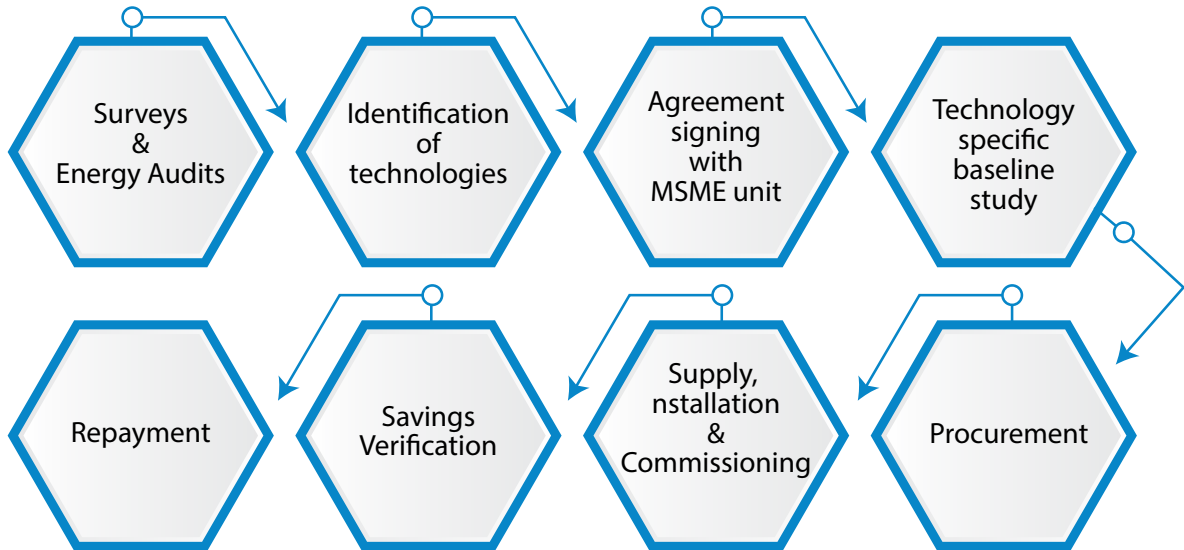 Surveys
&
Energy Audits
Identification
of
technologies
Agreement
signing
with
MSME unit
Technology
specific
baseline
study
Repayment
Savings
Verification
Supply,
nstallation
&
Commissioning
Procurement